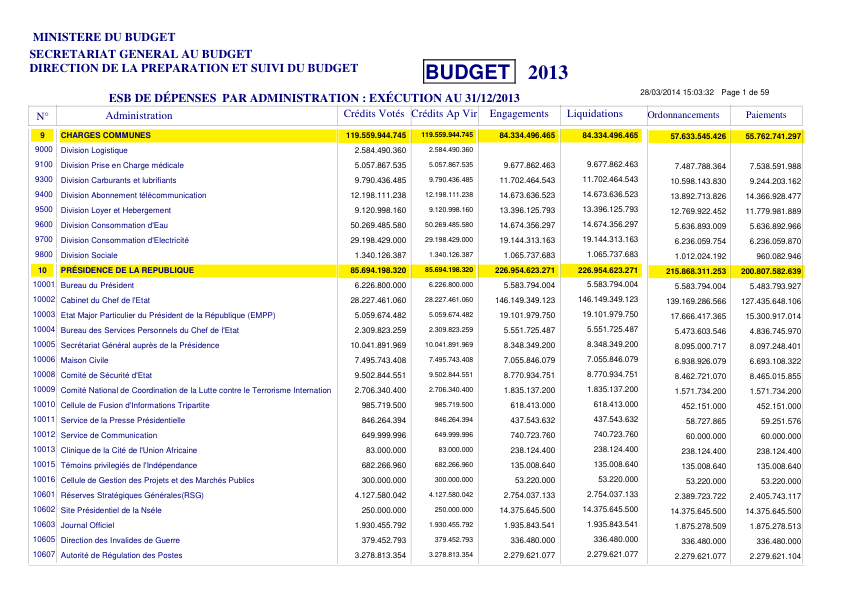 MINISTERE DU BUDGET
SECRETARIAT GENERAL AU BUDGET
DIRECTION DE LA PREPARATION ET SUIVI DU BUDGET
BUDGET 2013
28/03/2014 15:03:32 Page 1 de 59
ESB DE DÉPENSES PAR ADMINISTRATION : EXÉCUTION AU 31/12/2013
N° Administration Crédits Votés Crédits Ap Vir Engagements Liquidations Ordonnancements Paiements
9 CHARGES COMMUNES 119.559.944.745 119.559.944.745 84.334.496.465 84.334.496.465 57.633.545.426 55.762.741.297
9000 Division Logistique 2.584.490.360 2.584.490.360
9100 Division Prise en Charge médicale 5.057.867.535 5.057.867.535 9.677.862.463 9.677.862.463 7.487.788.364 7.538.591.988
9300 Division Carburants et lubrifiants 9.790.436.485 9.790.436.485 11.702.464.543 11.702.464.543 10.598.143.830 9.244.203.162
9400 Division Abonnement télécommunication 12.198.111.238 12.198.111.238 14.673.636.523 14.673.636.523 13.892.713.826 14.366.928.477
9500 Division Loyer et Hebergement 9.120.998.160 9.120.998.160 13.396.125.793 13.396.125.793 12.769.922.452 11.779.981.889
9600 Division Consommation d'Eau 50.269.485.580 50.269.485.580 14.674.356.297 14.674.356.297 5.636.893.009 5.636.892.966
9700 Division Consommation d'Electricité 29.198.429.000 29.198.429.000 19.144.313.163 19.144.313.163 6.236.059.754 6.236.059.870
9800 Division Sociale 1.340.126.387 1.340.126.387 1.065.737.683 1.065.737.683 1.012.024.192 960.082.946
10 PRÉSIDENCE DE LA REPUBLIQUE 85.694.198.320 85.694.198.320 226.954.623.271 226.954.623.271 215.868.311.253 200.807.582.639
10001 Bureau du Président 6.226.800.000 6.226.800.000 5.583.794.004 5.583.794.004 5.583.794.004 5.483.793.927
10002 Cabinet du Chef de l'Etat 28.227.461.060 28.227.461.060 146.149.349.123 146.149.349.123 139.169.286.566 127.435.648.106
10003 Etat Major Particulier du Président de la République (EMPP) 5.059.674.482 5.059.674.482 19.101.979.750 19.101.979.750 17.666.417.365 15.300.917.014
10004 Bureau des Services Personnels du Chef de l'Etat 2.309.823.259 2.309.823.259 5.551.725.487 5.551.725.487 5.473.603.546 4.836.745.970
10005 Secrétariat Général auprès de la Présidence 10.041.891.969 10.041.891.969 8.348.349.200 8.348.349.200 8.095.000.717 8.097.248.401
10006 Maison Civile 7.495.743.408 7.495.743.408 7.055.846.079 7.055.846.079 6.938.926.079 6.693.108.322
10008 Comité de Sécurité d'Etat 9.502.844.551 9.502.844.551 8.770.934.751 8.770.934.751 8.462.721.070 8.465.015.855
10009 Comité National de Coordination de la Lutte contre le Terrorisme Internation 2.706.340.400 2.706.340.400 1.835.137.200 1.835.137.200 1.571.734.200 1.571.734.200
10010 Cellule de Fusion d'Informations Tripartite 985.719.500 985.719.500 618.413.000 618.413.000 452.151.000 452.151.000
10011 Service de la Presse Présidentielle 846.264.394 846.264.394 437.543.632 437.543.632 58.727.865 59.251.576
10012 Service de Communication 649.999.996 649.999.996 740.723.760 740.723.760 60.000.000 60.000.000
10013 Clinique de la Cité de l'Union Africaine 83.000.000 83.000.000 238.124.400 238.124.400 238.124.400 238.124.400
10015 Témoins privilegiés de l'Indépendance 682.266.960 682.266.960 135.008.640 135.008.640 135.008.640 135.008.640
10016 Cellule de Gestion des Projets et des Marchés Publics 300.000.000 300.000.000 53.220.000 53.220.000 53.220.000 53.220.000
10601 Réserves Stratégiques Générales(RSG) 4.127.580.042 4.127.580.042 2.754.037.133 2.754.037.133 2.389.723.722 2.405.743.117
10602 Site Présidentiel de la Nséle 250.000.000 250.000.000 14.375.645.500 14.375.645.500 14.375.645.500 14.375.645.500
10603 Journal Officiel 1.930.455.792 1.930.455.792 1.935.843.541 1.935.843.541 1.875.278.509 1.875.278.513
10605 Direction des Invalides de Guerre 379.452.793 379.452.793 336.480.000 336.480.000 336.480.000 336.480.000
10607 Autorité de Régulation des Postes 3.278.813.354 3.278.813.354 2.279.621.077 2.279.621.077 2.279.621.077 2.279.621.104